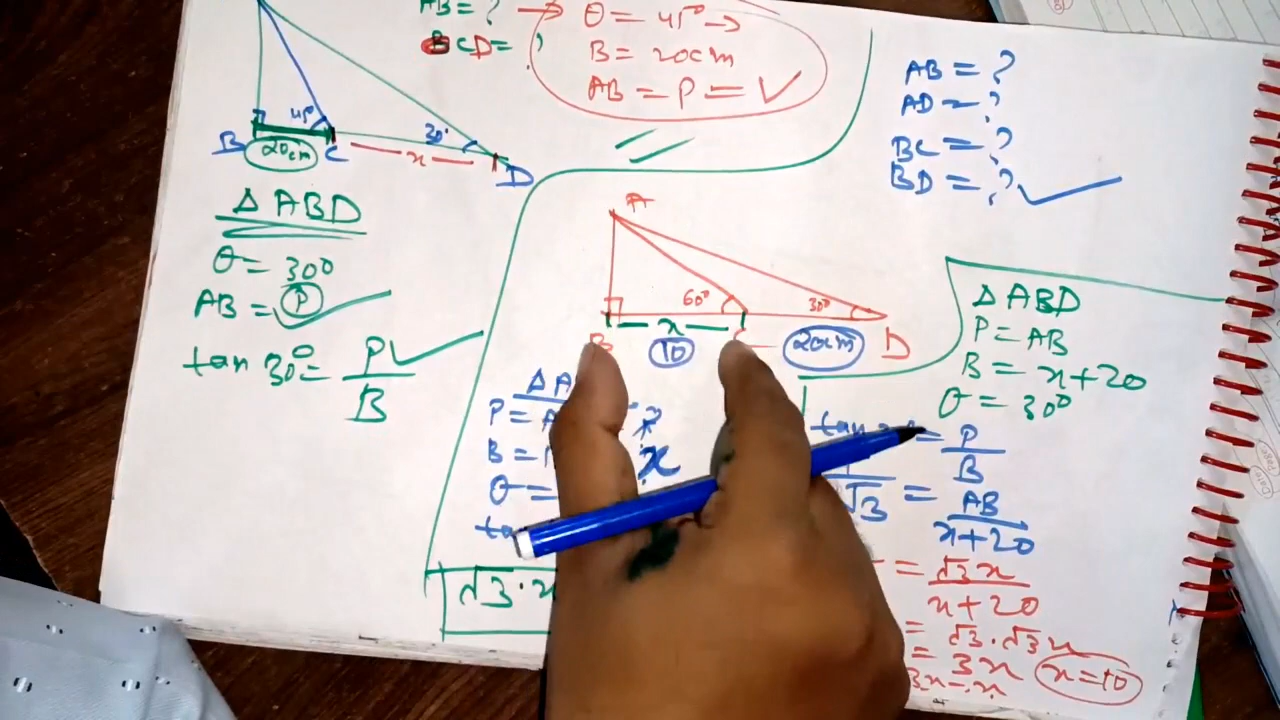 AB = ?
CD = ?
θ = 45° →
B = 20cm
AB = P = ✓
45°
30°
B
20cm
C
x
D
Δ ABD
θ = 30°
AB = P
tan 30° = P/B
AB = ?
AD = ?
BC = ?
BD = ?
A
60°
30°
x
B
10
20cm
D
Δ A
P = A
B =
x
θ =
√3·x
Δ ABD
P = AB
B = x+20
θ = 30°
tan = P/B
√3 = AB/x+20
= √3x/x+20
= √3·√3x
= 3x
3x-x
x=10